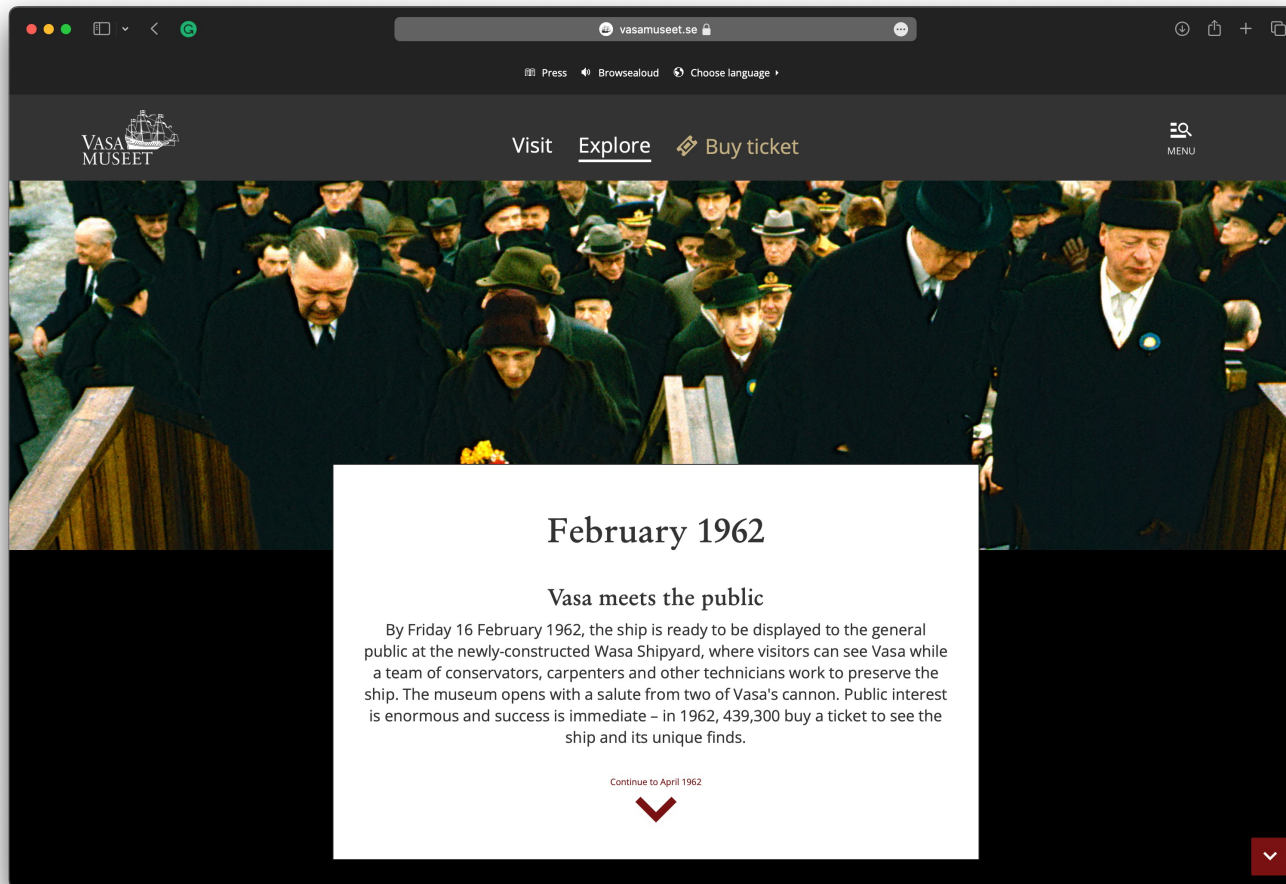 vasamuseet.se
Press Browsealoud Choose language
VASA
MUSEET
Visit Explore Buy ticket
MENU
February 1962
Vasa meets the public
By Friday 16 February 1962, the ship is ready to be displayed to the general
public at the newly-constructed Wasa Shipyard, where visitors can see Vasa while
a team of conservators, carpenters and other technicians work to preserve the
ship. The museum opens with a salute from two of Vasa's cannon. Public interest
is enormous and success is immediate – in 1962, 439,300 buy a ticket to see the
ship and its unique finds.
Continue to April 1962